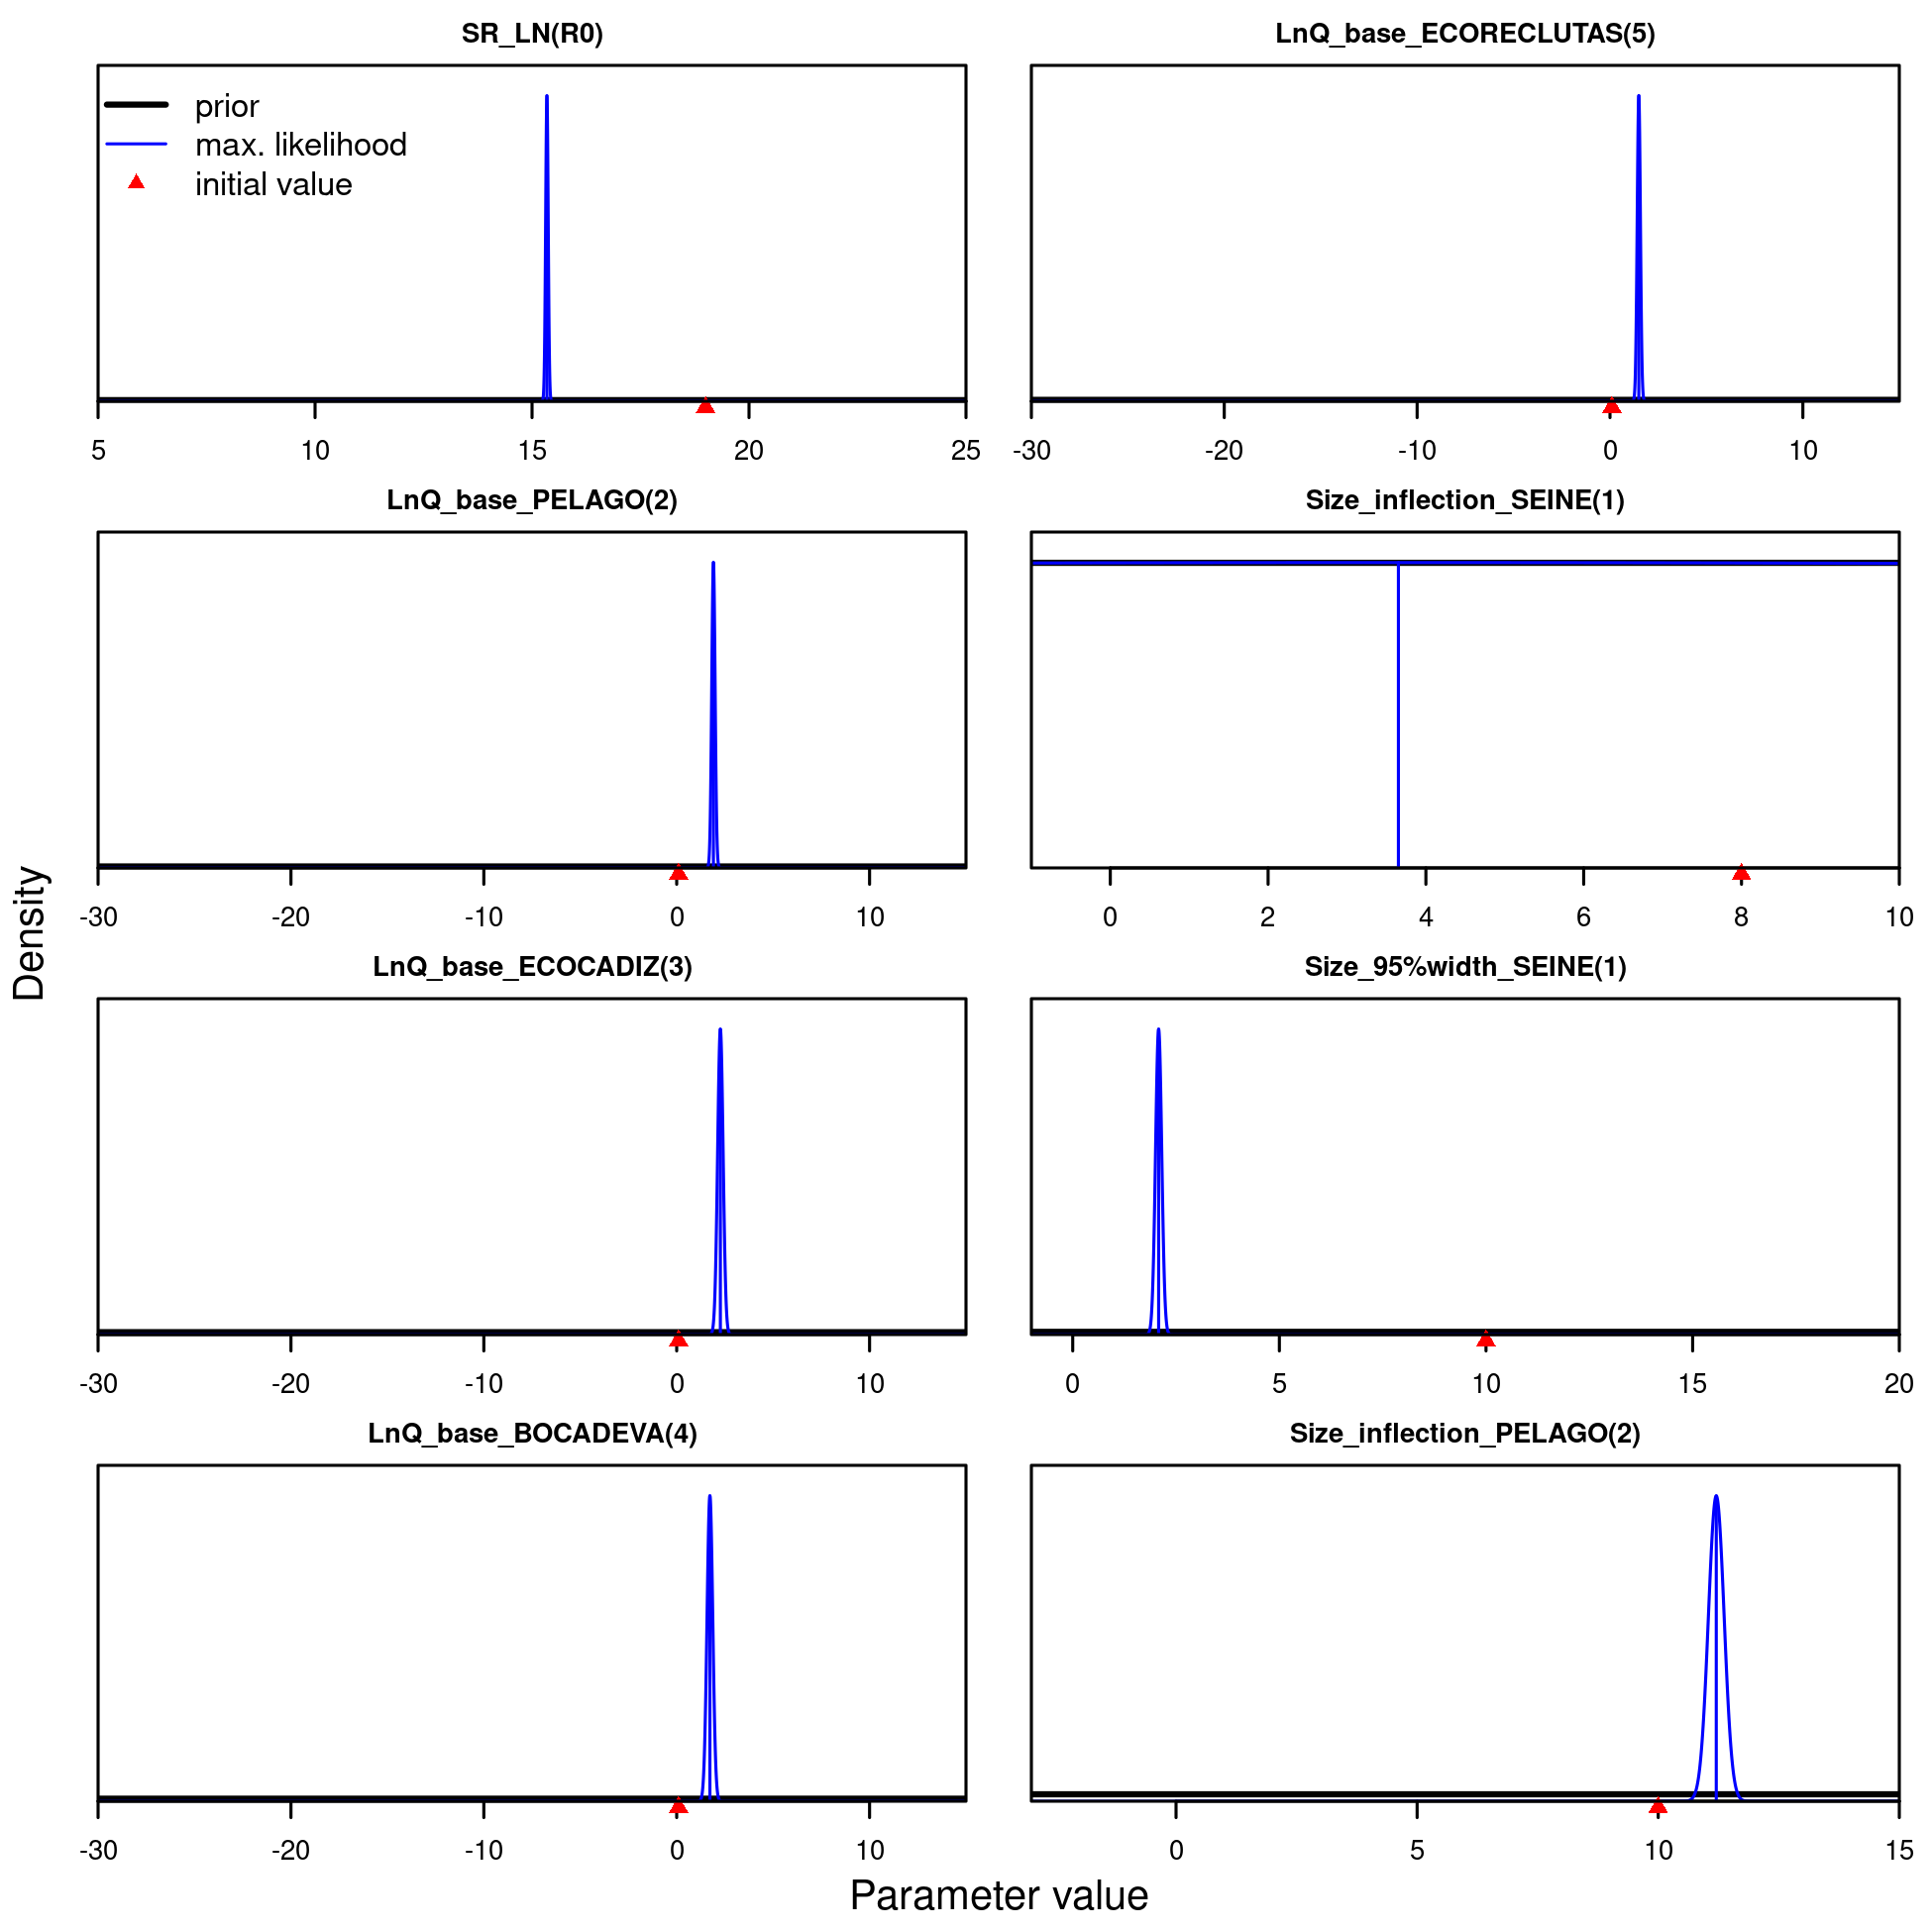 SR_LN(R0)
prior
max. likelihood
initial value
5 10 15 20 25
LnQ_base_ECORECLUTAS(5)
-30 -20 -10 0 10
LnQ_base_PELAGO(2)
-30 -20 -10 0 10
Size_inflection_SEINE(1)
0 2 4 6 8 10
LnQ_base_ECOCADIZ(3)
-30 -20 -10 0 10
Size_95%width_SEINE(1)
0 5 10 15 20
LnQ_base_BOCADEVA(4)
-30 -20 -10 0 10
Size_inflection_PELAGO(2)
0 5 10 15
Density
Parameter value